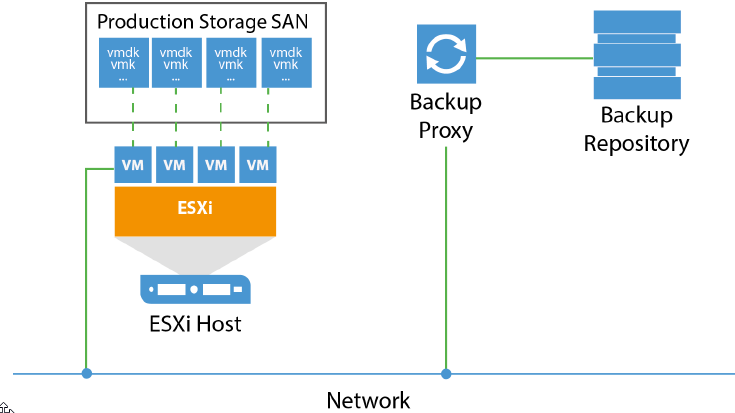 Production Storage SAN
vmdk
vmk
...
vmdk
vmk
...
vmdk
vmk
...
vmdk
vmk
...
VM
VM
VM
VM
ESXi
ESXi Host
Backup
Proxy
Backup
Repository
Network